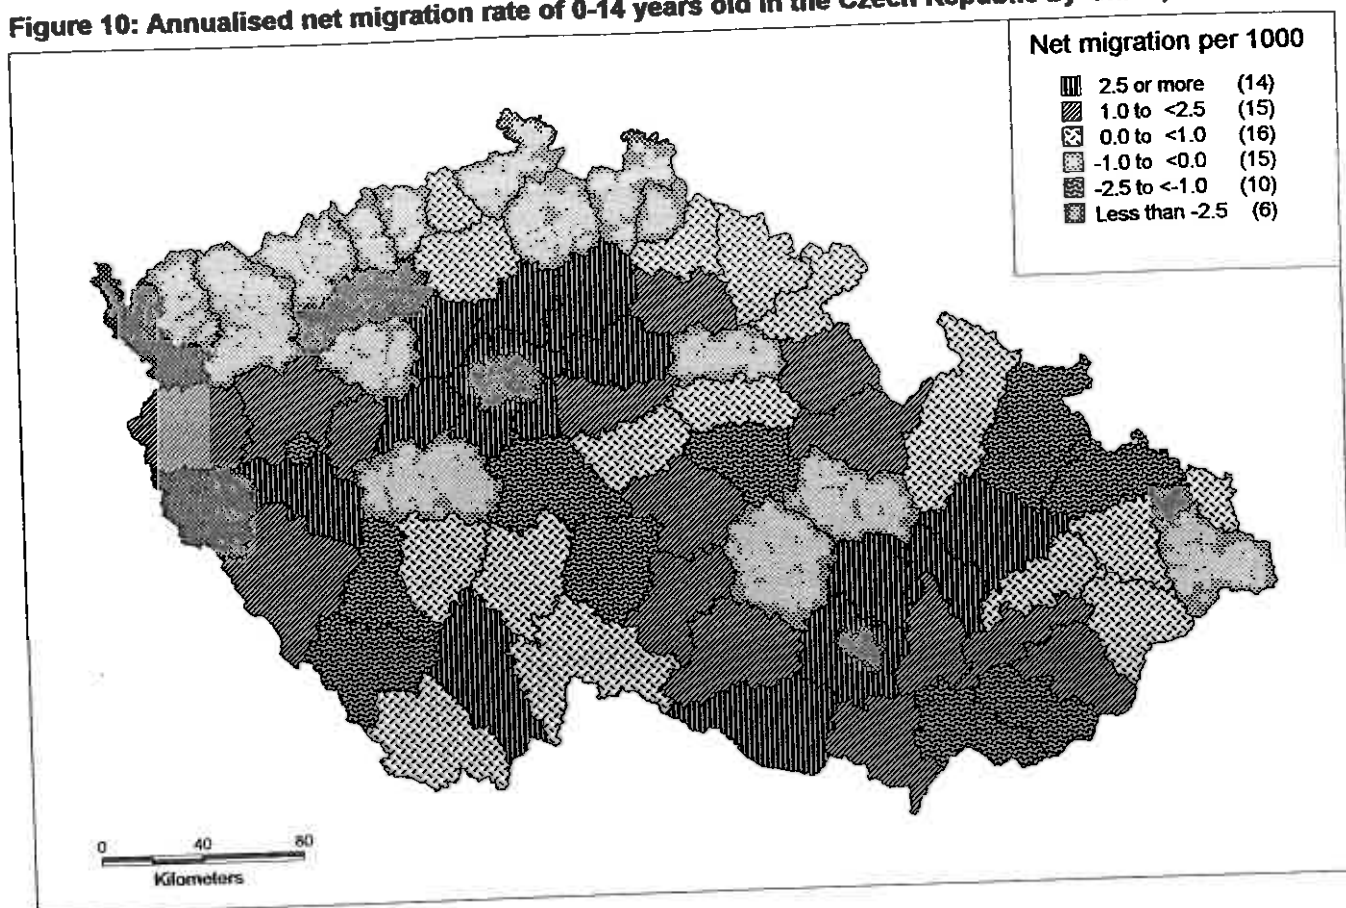 Figure 10: Annualised net migration rate of 0-14 years old in the Czech Republic by
Net migration per 1000
2.5 or more (14)
1.0 to <2.5 (15)
0.0 to <1.0 (16)
-1.0 to <0.0 (15)
-2.5 to <-1.0 (10)
Less than -2.5 (6)
0 40 80
Kilometers